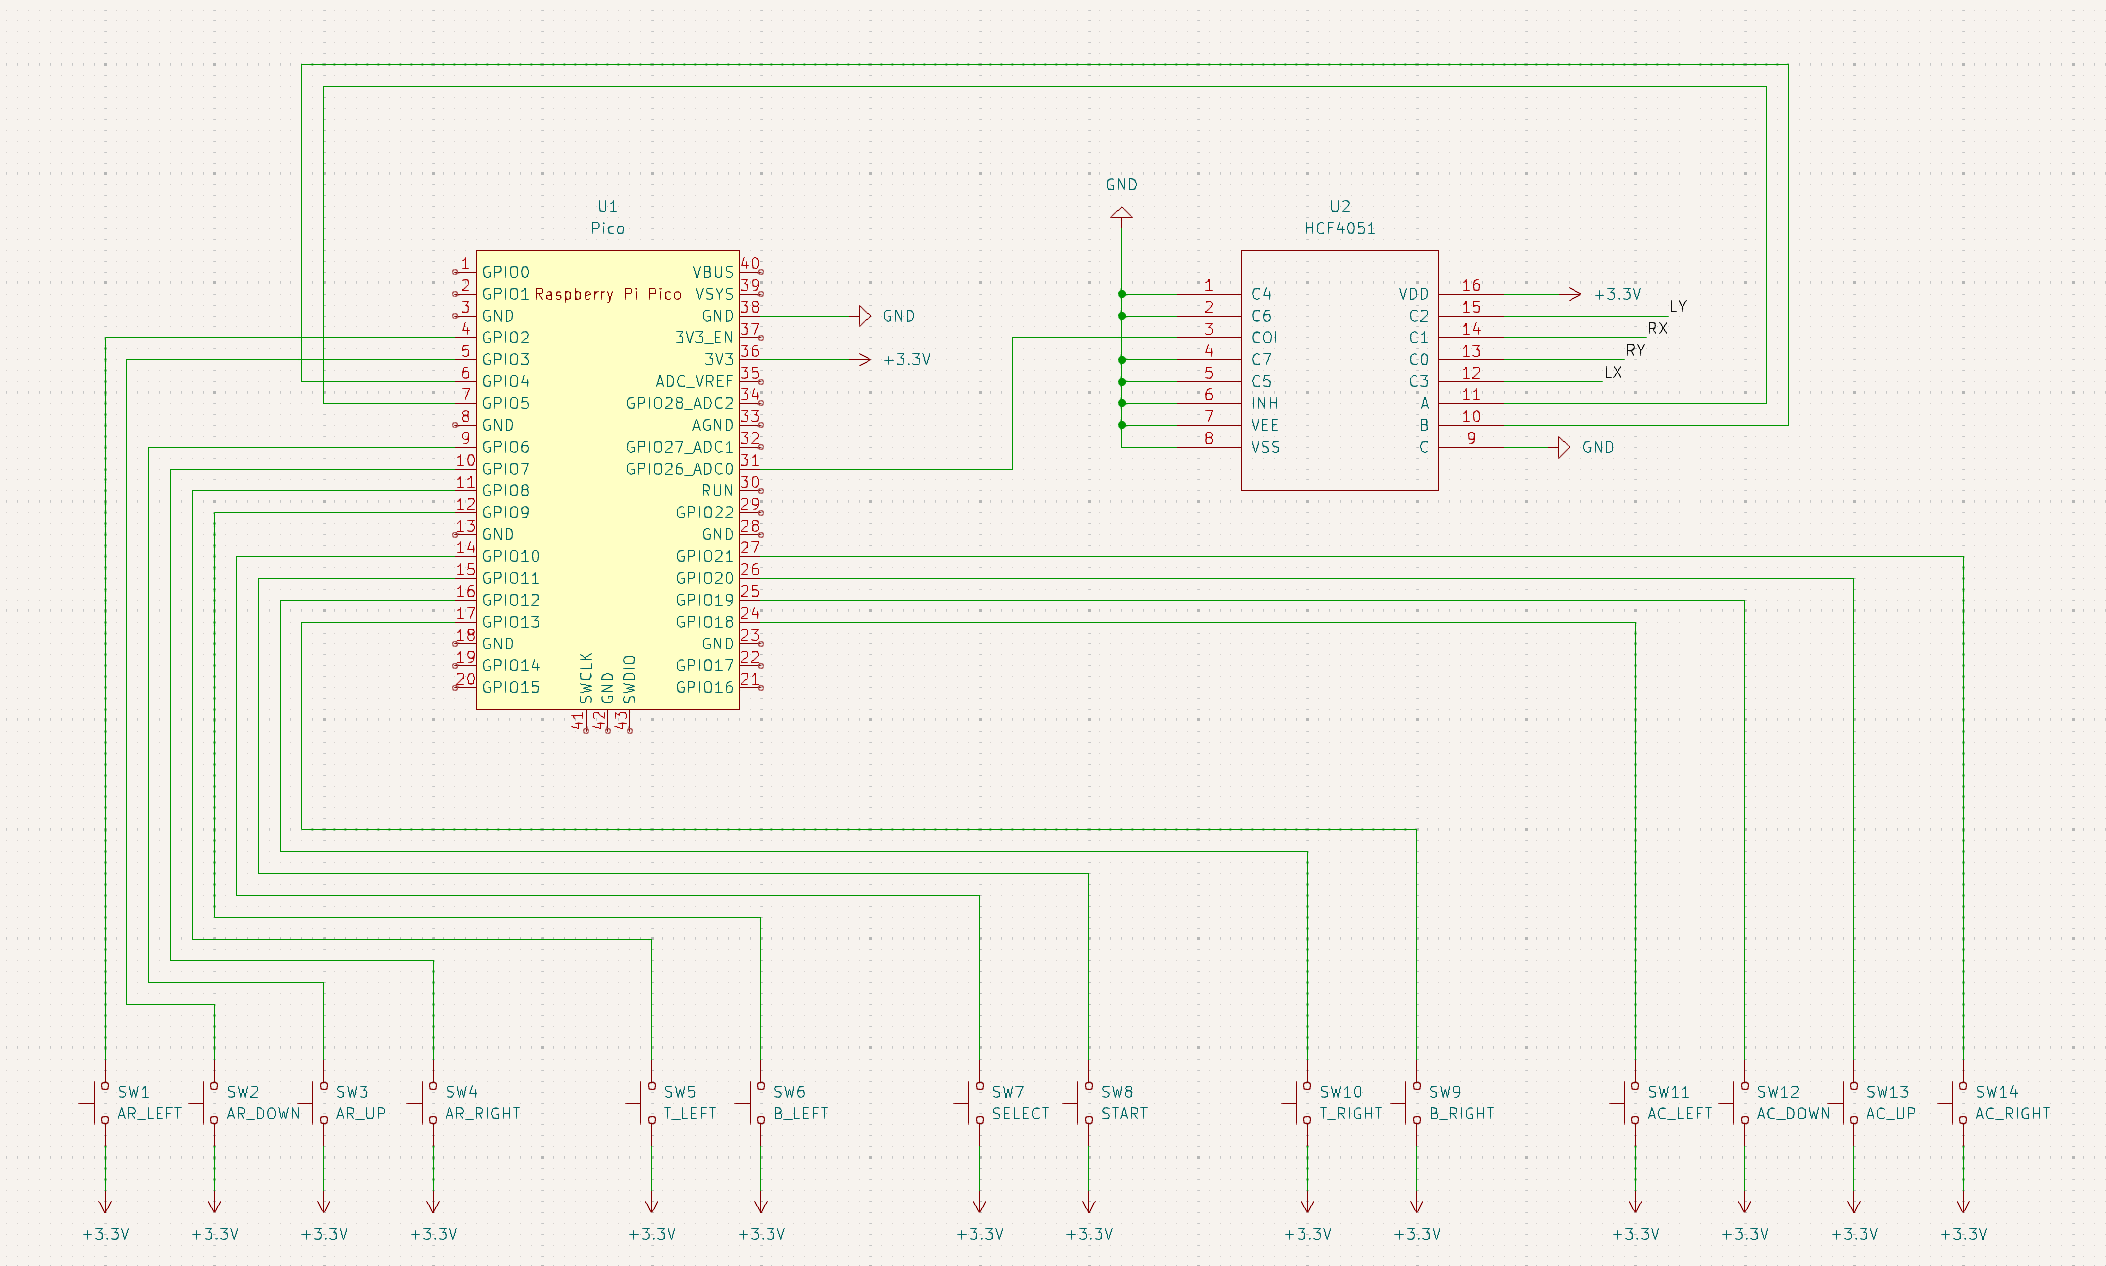 GND
U1
Pico
U2
HCF4051
Raspberry Pi Pico
1 GPIO0
2 GPIO1
3 GND
4 GPIO2
5 GPIO3
6 GPIO4
7 GPIO5
8 GND
9 GPIO6
10 GPIO7
11 GPIO8
12 GPIO9
13 GND
14 GPIO10
15 GPIO11
16 GPIO12
17 GPIO13
18 GND
19 GPIO14
20 GPIO15
VBUS 40
VSYS 39
GND 38
GND
3V3_EN 37
3V3 36
+3.3V
ADC_VREF 35
GPIO28_ADC2 34
AGND 33
GPIO27_ADC1 32
GPIO26_ADC0 31
RUN 30
GPIO22 29
GND 28
GPIO21 27
GPIO20 26
GPIO19 25
GPIO18 24
GND 23
GPIO17 22
GPIO16 21
SWCLK 41
GND 42
SWDIO 43
1 C4
2 C6
3 COI
4 C7
5 C5
6 INH
7 VEE
8 VSS
VDD 16
+3.3V
C2 15
LY
C1 14
RX
C0 13
RY
C3 12
LX
A 11
B 10
C 9
GND
SW1
AR_LEFT
SW2
AR_DOWN
SW3
AR_UP
SW4
AR_RIGHT
SW5
T_LEFT
SW6
B_LEFT
SW7
SELECT
SW8
START
SW10
T_RIGHT
SW9
B_RIGHT
SW11
AC_LEFT
SW12
AC_DOWN
SW13
AC_UP
SW14
AC_RIGHT
+3.3V
+3.3V
+3.3V
+3.3V
+3.3V
+3.3V
+3.3V
+3.3V
+3.3V
+3.3V
+3.3V
+3.3V
+3.3V
+3.3V